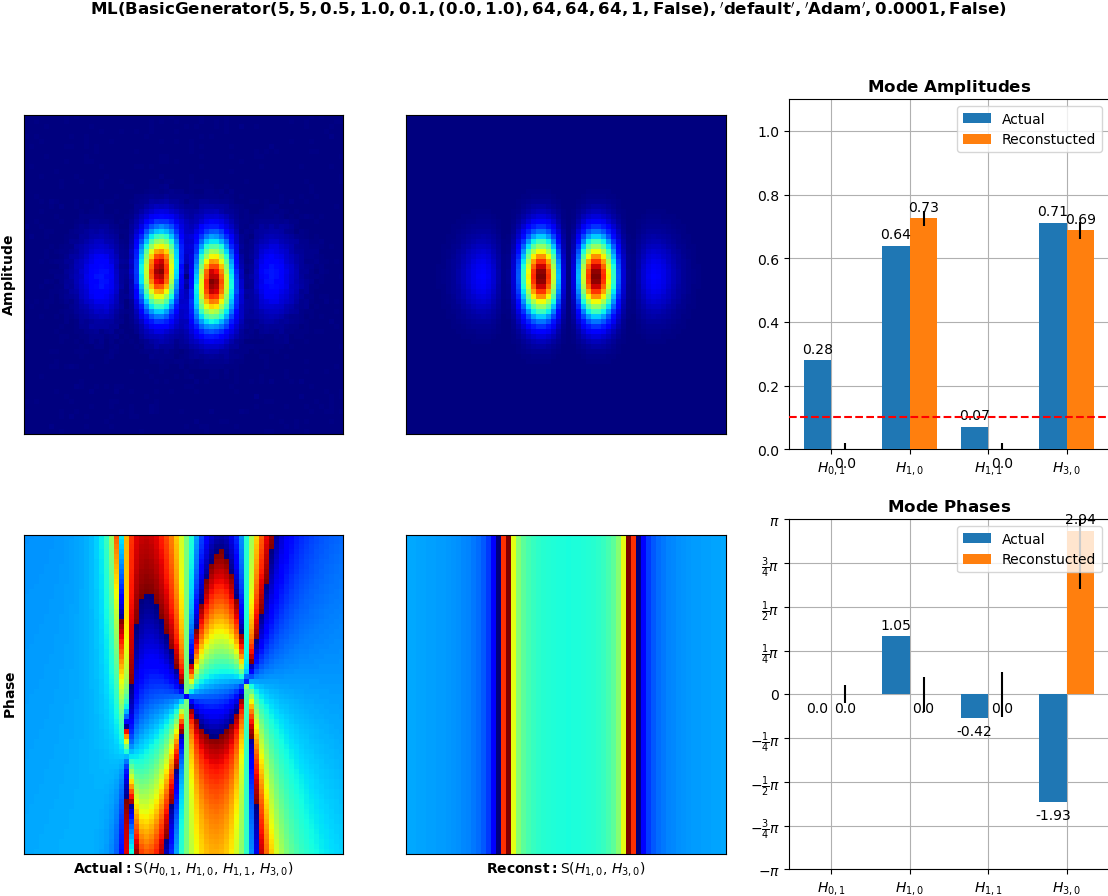 ML(BasicGenerator(5, 5, 0.5, 1.0, 0.1, (0.0, 1.0), 64, 64, 64, 1, False), ′default′, ′Adam′, 0.0001, False)
Amplitude
Mode Amplitudes
Actual
Reconstucted
1.0
0.8
0.6
0.4
0.2
0.0
0.28
0.0
0.64
0.73
0.07
0.0
0.71
0.69
H0,1
H1,0
H1,1
H3,0
Phase
Actual: S(H0,1, H1,0, H1,1, H3,0)
Reconst: S(H1,0, H3,0)
Mode Phases
Actual
Reconstucted
π
3/4π
1/2π
1/4π
0
−1/4π
−1/2π
−3/4π
−π
0.0
0.0
1.05
0.0
-0.42
0.0
-1.93
2.94
H0,1
H1,0
H1,1
H3,0